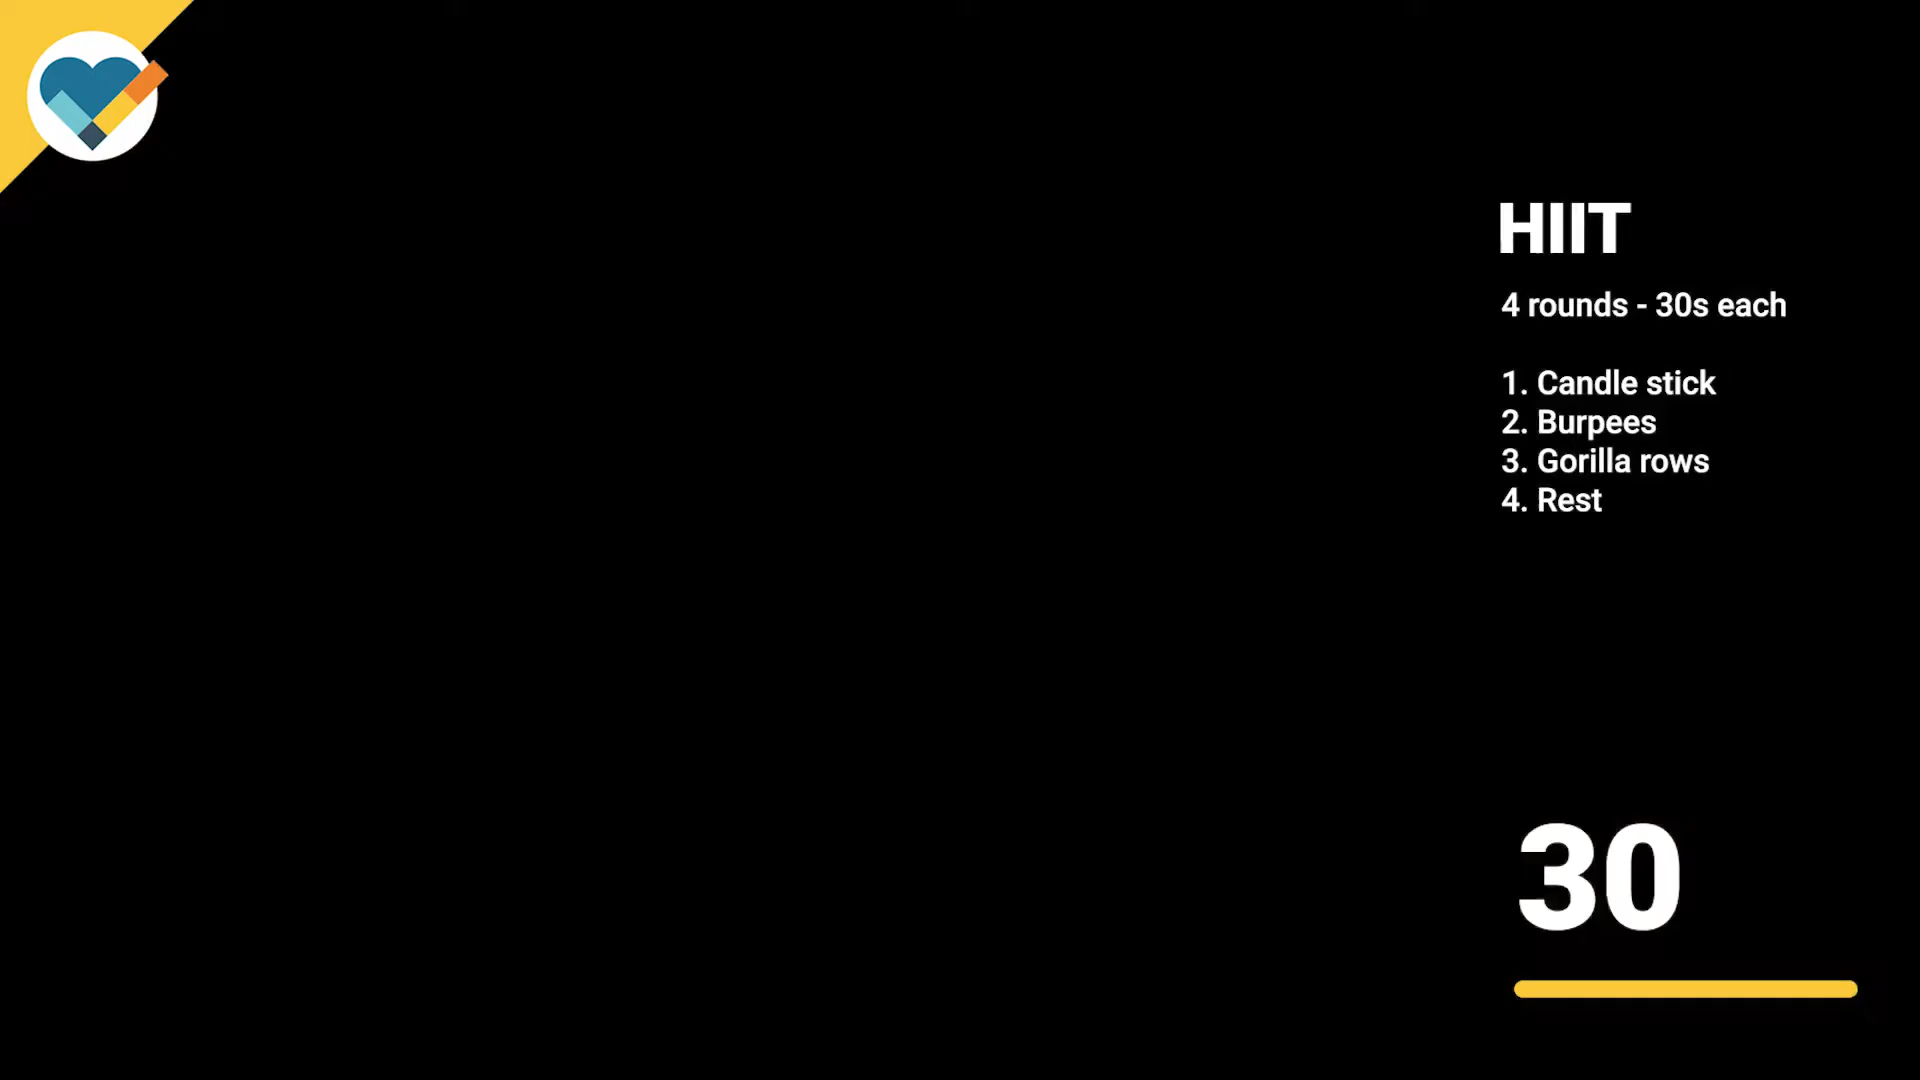 HIIT
4 rounds - 30s each
1. Candle stick
2. Burpees
3. Gorilla rows
4. Rest
30